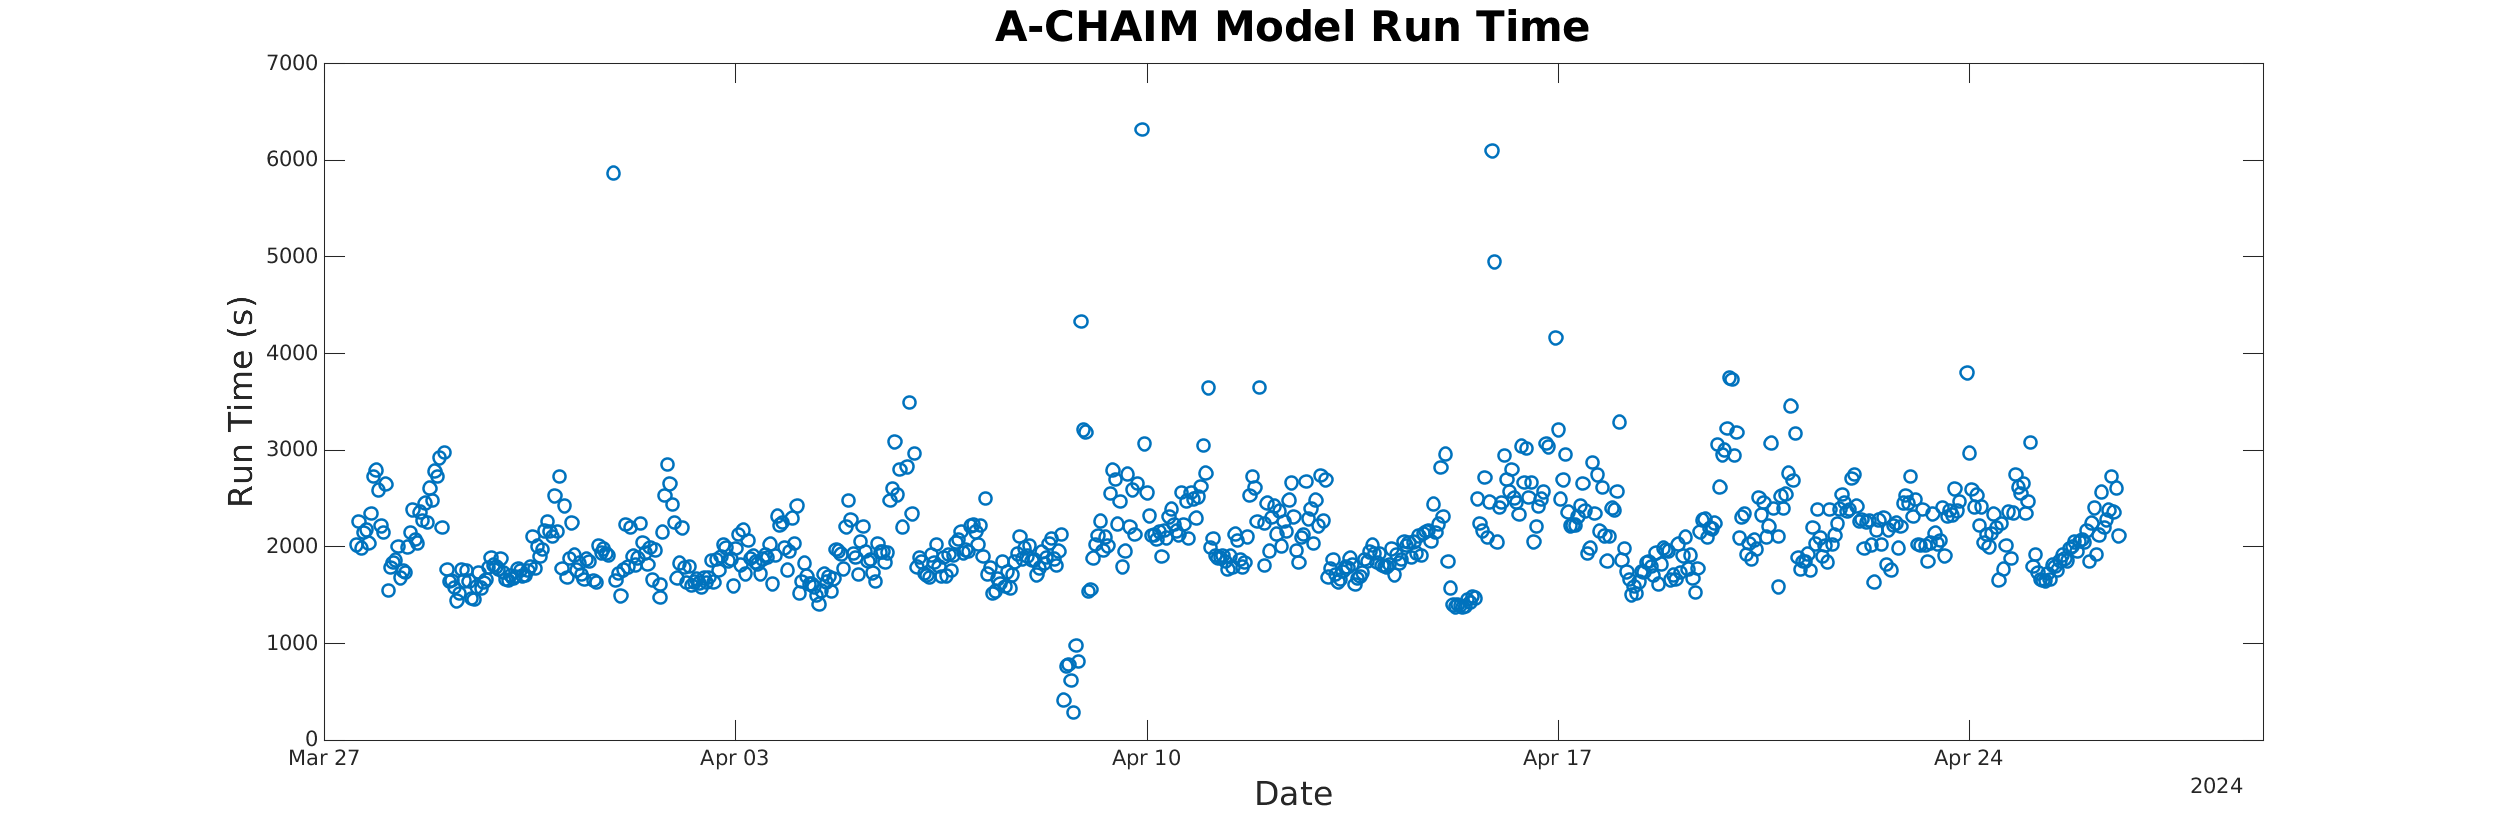 A-CHAIM Model Run Time
7000
6000
5000
4000
3000
2000
1000
0
Run Time (s)
Mar 27 Apr 03 Apr 10 Apr 17 Apr 24
Date
2024